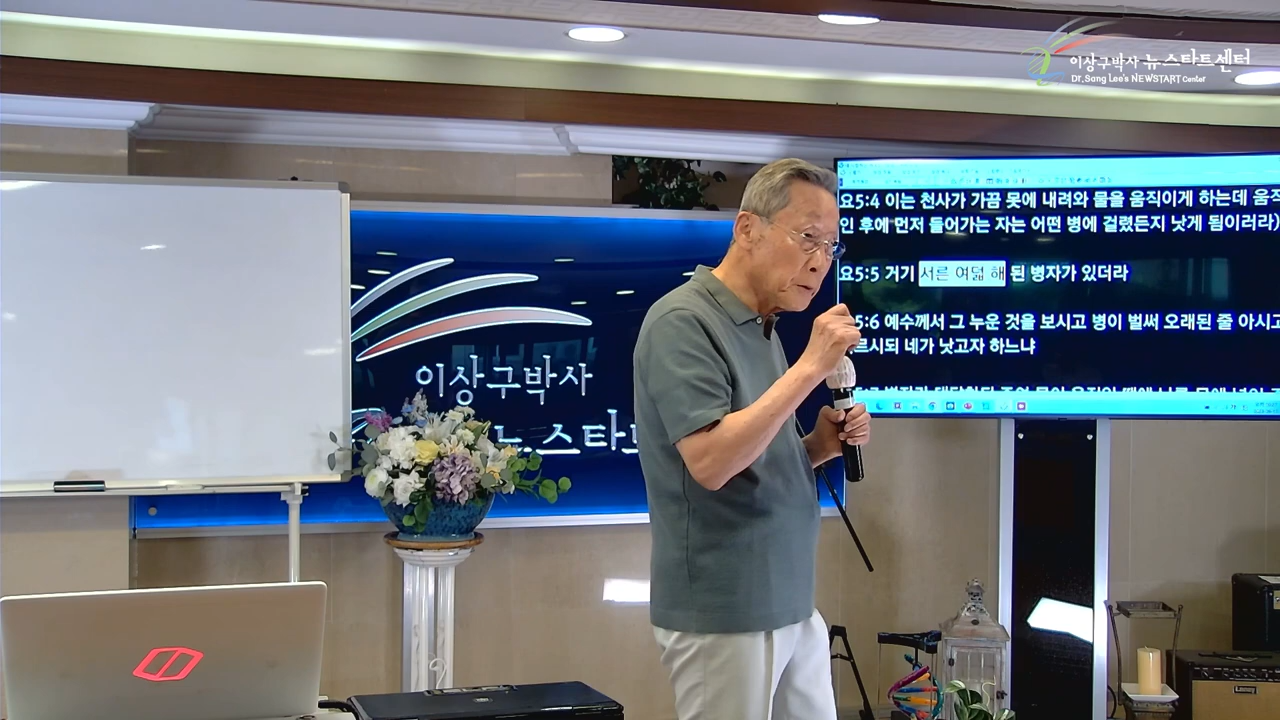 이상구박사 뉴스타트센터
Dr. Sang Lee's NEWSTART Center
요5:4 이는 천사가 가끔 못에 내려와 물을 움직이게 하는데 움직
인 후에 먼저 들어가는 자는 어떤 병에 걸렸든지 낫게 됨이러라)
요5:5 거기 서른 여덟 해 된 병자가 있더라
5:6 예수께서 그 누운 것을 보시고 병이 벌써 오래된 줄 아시고
르시되 네가 낫고자 하느냐
이상구박사
뉴스타트
Laney